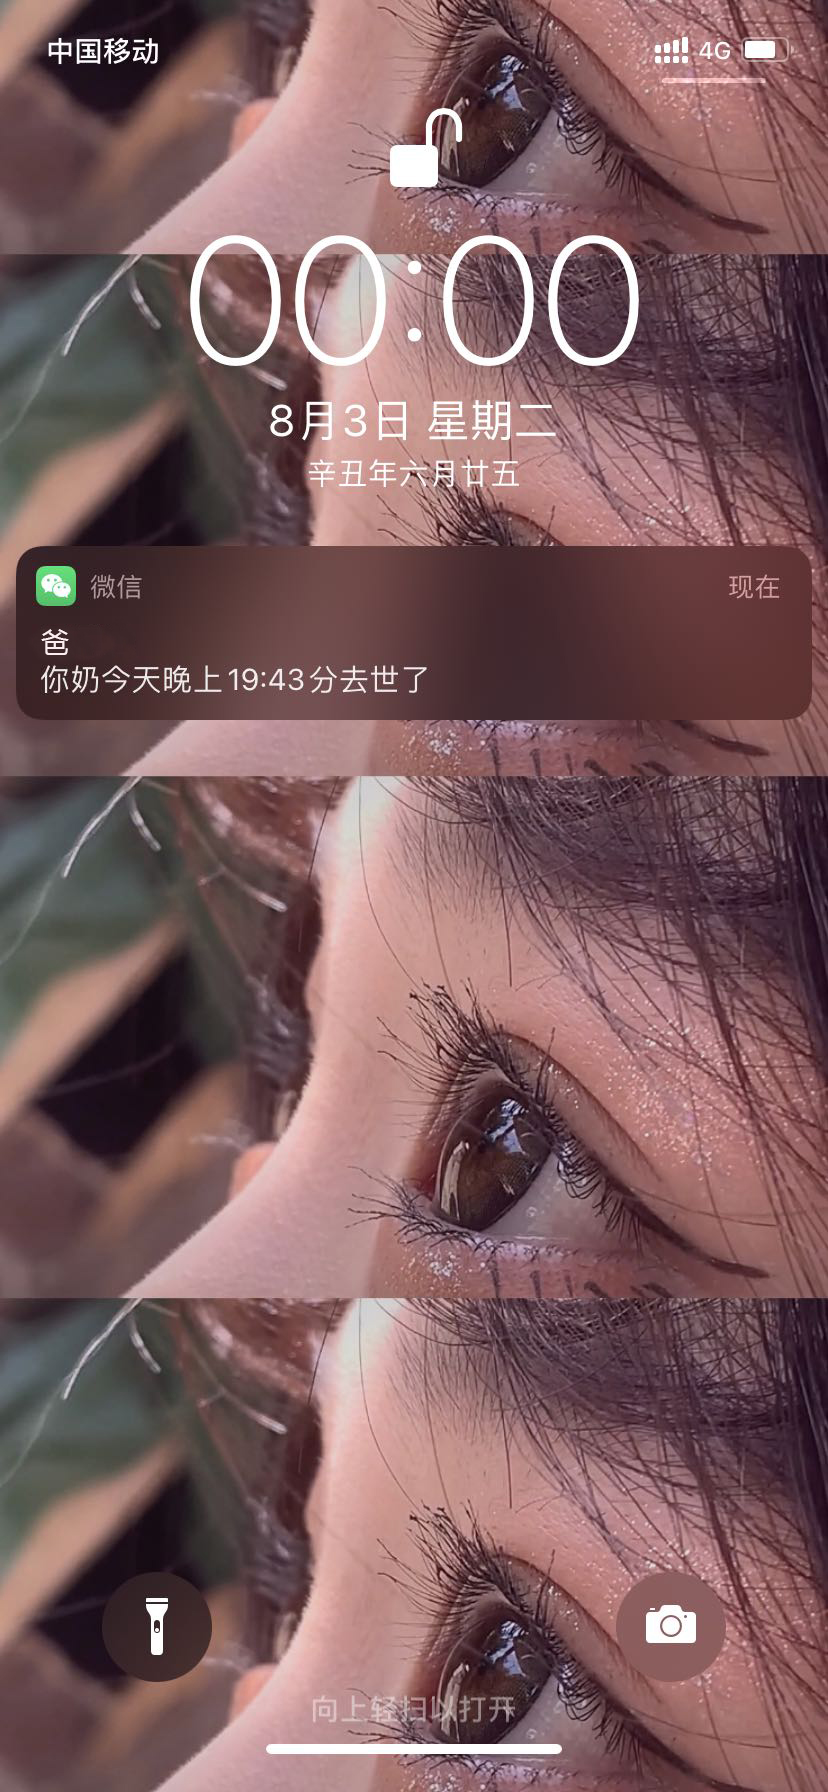 中国移动 4G
00:00
8月3日 星期二
辛丑年六月廿五
微信 现在
爸
你奶今天晚上19:43分去世了
向上轻扫以打开